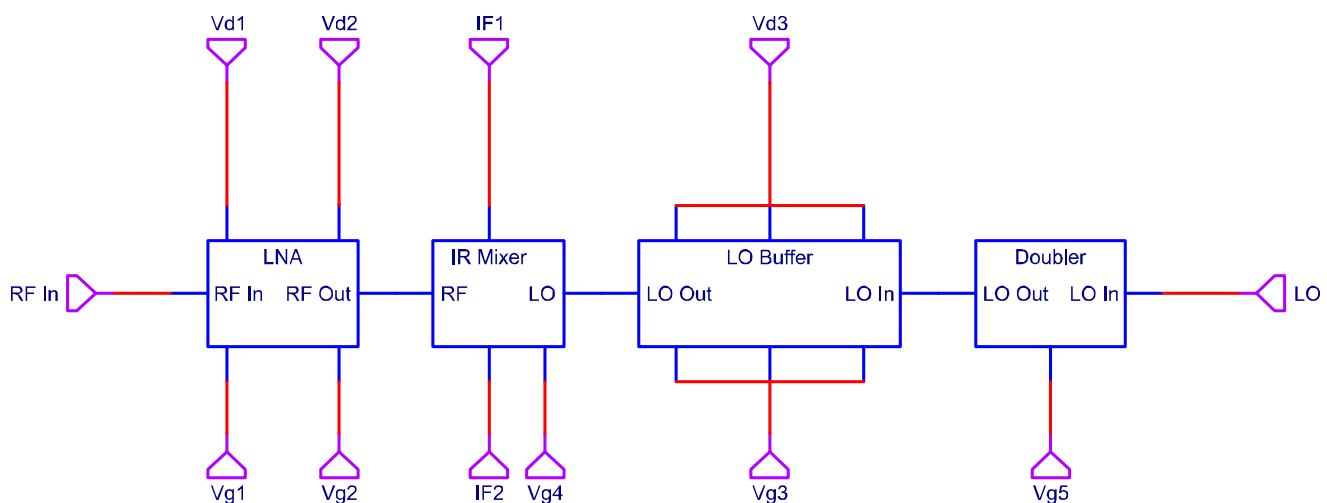 Vd1 Vd2 IF1 Vd3
LNA IR Mixer LO Buffer Doubler
RF In RF In RF Out RF LO LO Out LO In LO Out LO In LO
Vg1 Vg2 IF2 Vg4 Vg3 Vg5